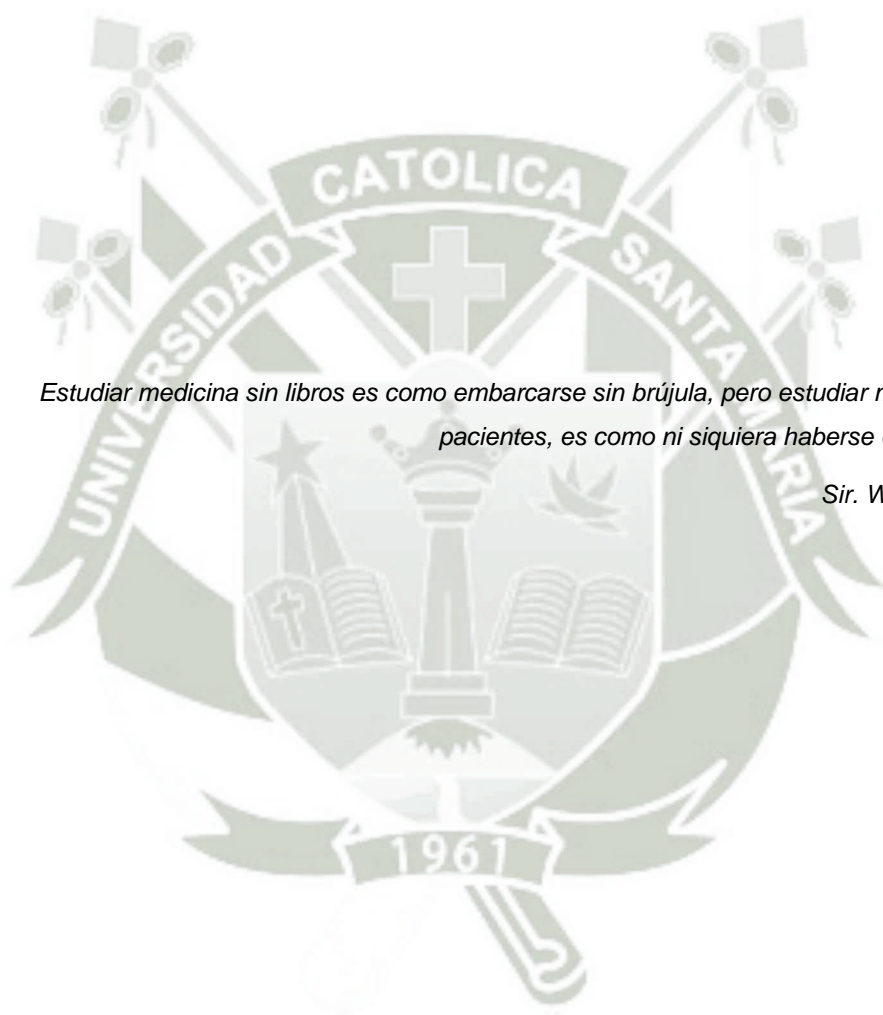 UNIVERSIDAD CATOLICA SANTA MARIA
Estudiar medicina sin libros es como embarcarse sin brújula, pero estudiar
pacientes, es como ni siquiera haberse
Sir.
1961